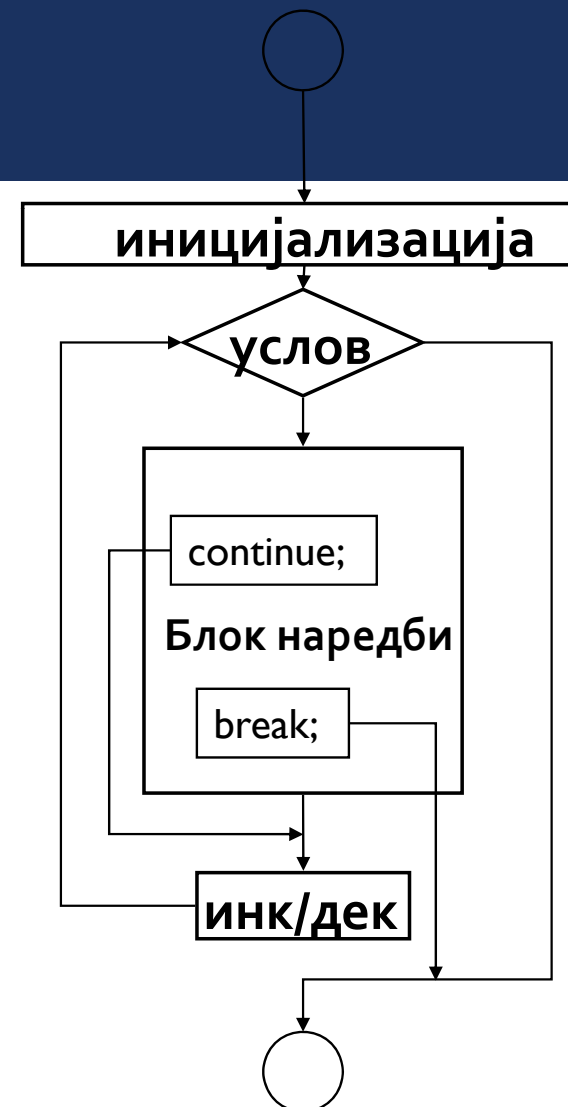 иницијализација
услов
continue;
Блок наредби
break;
инк/дек